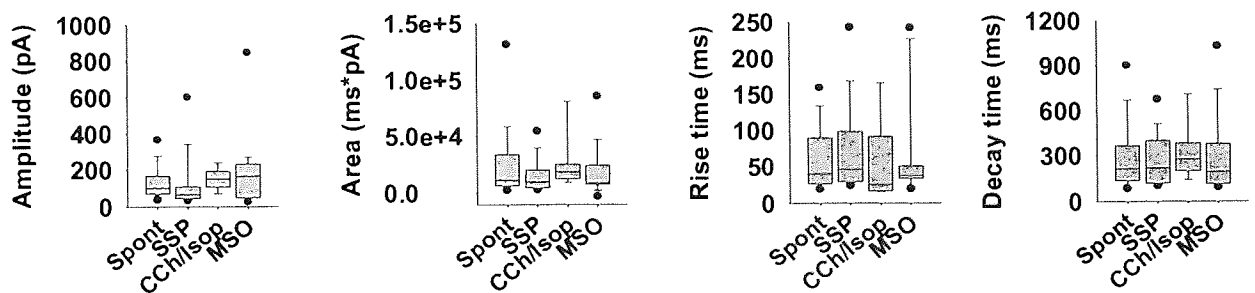 Amplitude (pA)
1000
800
600
400
200
0
Spont
SSP
CCh/Isop
MSO
Area (ms*pA)
1.5e+5
1.0e+5
5.0e+4
0.0
Spont
SSP
CCh/Isop
MSO
Rise time (ms)
250
200
150
100
50
0
Spont
SSP
CCh/Isop
MSO
Decay time (ms)
1200
900
600
300
0
Spont
SSP
CCh/Isop
MSO